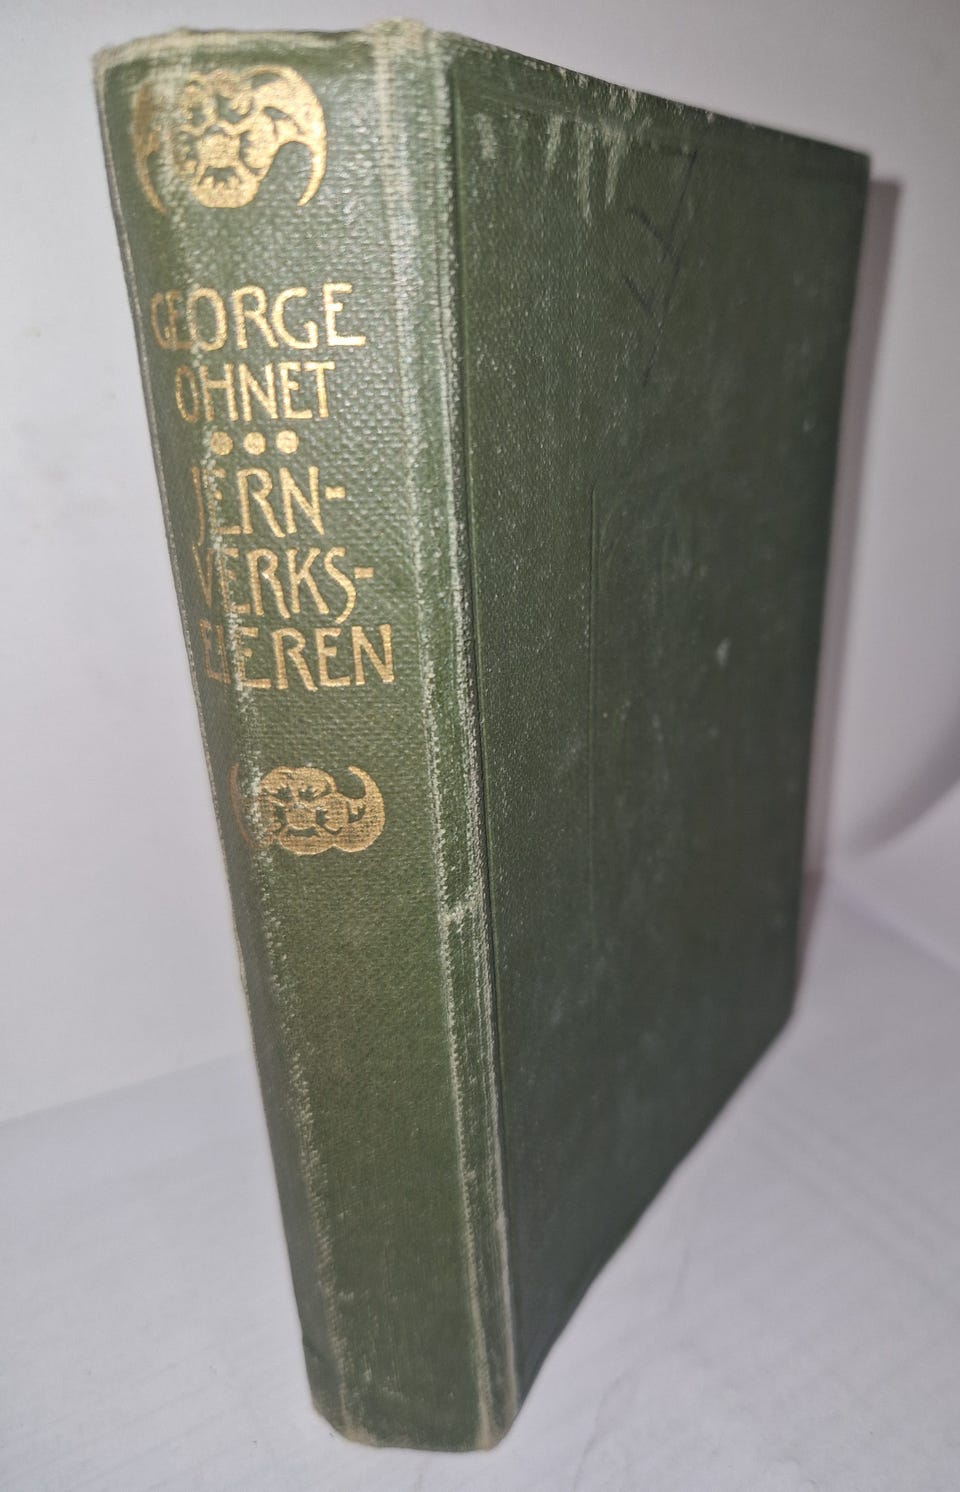 GEORGE
OHNET
JERN-
VERKS-
EIEREN